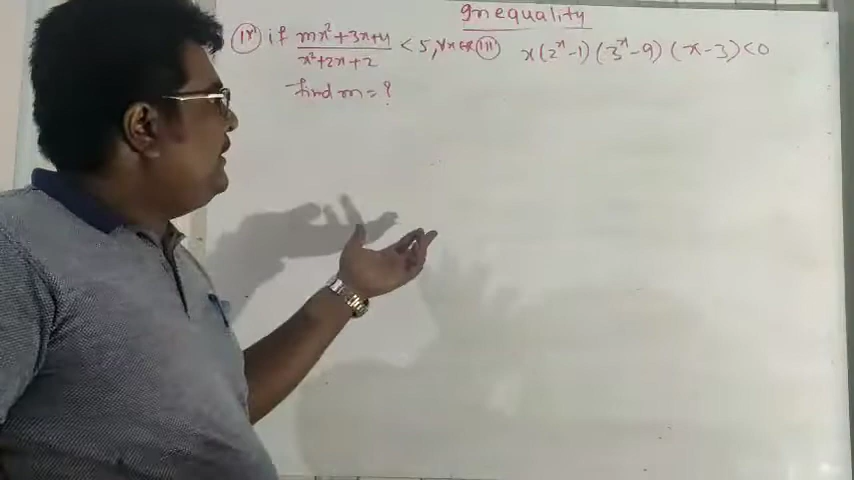 Inequality
(iv) if (mx²+3x+4)/(x²+2x+2) < 5, ∀x∈R
find m = ?
(iii) x(2ˣ-1)(3ˣ-9)(x-3)<0